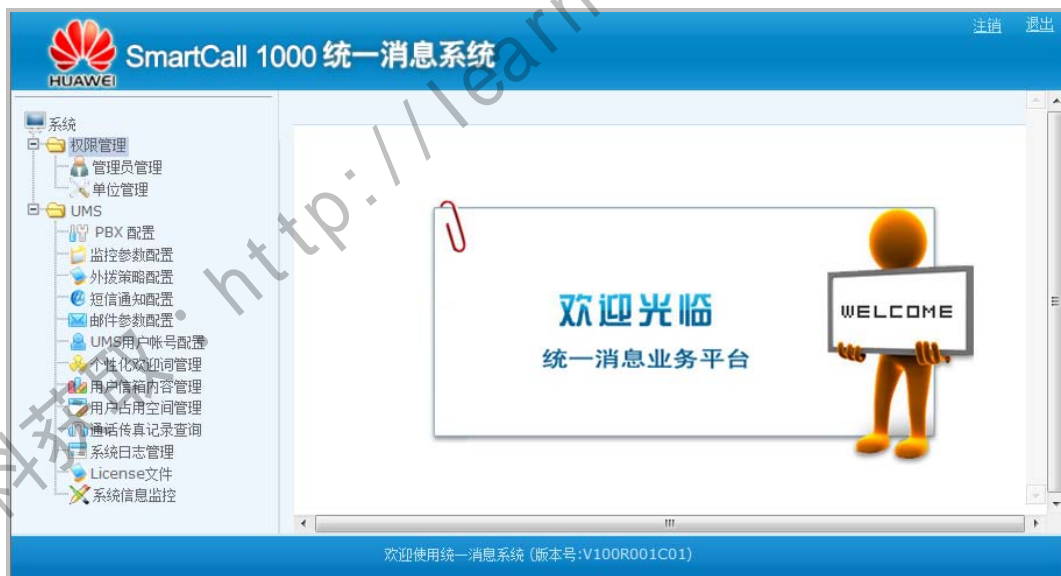 注销 退出
HUAWEI
SmartCall 1000 统一消息系统
系统
权限管理
管理员管理
单位管理
UMS
PBX 配置
监控参数配置
外拨策略配置
短信通知配置
邮件参数配置
UMS用户帐号配置
个性化欢迎词管理
用户信箱内容管理
用户占用空间管理
通话传真记录查询
系统日志管理
License文件
系统信息监控
欢迎光临
统一消息业务平台
WELCOME
欢迎使用统一消息系统 (版本号:V100R001C01)
科获取:http://learn